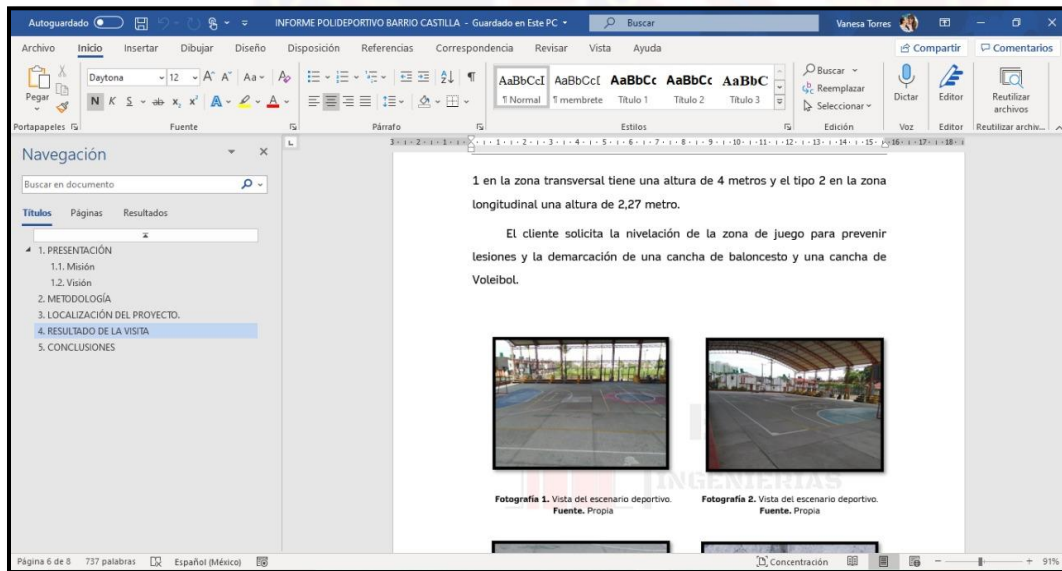 Autoguardado
INFORME POLIDEPORTIVO BARRIO CASTILLA - Guardado en Este PC
Buscar
Vanesa Torres
Archivo Inicio Insertar Dibujar Diseño Disposición Referencias Correspondencia Revisar Vista Ayuda
Compartir Comentarios
Pegar
Daytona 12
N K S ab x₂ x²
AaBbCcI AaBbCcI AaBbCc AaBbCc AaBbC
¶ Normal ¶ membrete Título 1 Título 2 Título 3
Buscar
Reemplazar
Seleccionar
Dictar
Editor
Reutilizar
archivos
Portapapeles Fuente Párrafo Estilos Edición Voz Editor Reutilizar archiv...
Navegación
Buscar en documento
Títulos Páginas Resultados
1. PRESENTACIÓN
1.1. Misión
1.2. Visión
2. METODOLOGÍA
3. LOCALIZACIÓN DEL PROYECTO.
4. RESULTADO DE LA VISITA
5. CONCLUSIONES
1 en la zona transversal tiene una altura de 4 metros y el tipo 2 en la zona
longitudinal una altura de 2,27 metro.
El cliente solicita la nivelación de la zona de juego para prevenir
lesiones y la demarcación de una cancha de baloncesto y una cancha de
Voleibol.
INGENIERIAS
Fotografía 1. Vista del escenario deportivo.
Fuente. Propia
Fotografía 2. Vista del escenario deportivo.
Fuente. Propia
Página 6 de 8 737 palabras Español (México) Concentración 91%